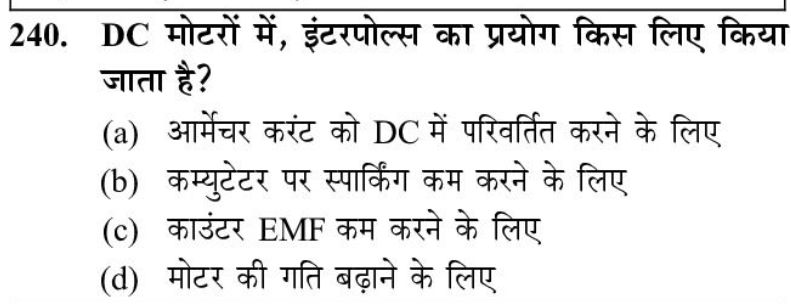 240. DC मोटरों में, इंटरपोल्स का प्रयोग किस लिए किया
जाता है?
(a) आर्मेचर करंट को DC में परिवर्तित करने के लिए
(b) कम्युटेटर पर स्पार्किंग कम करने के लिए
(c) काउंटर EMF कम करने के लिए
(d) मोटर की गति बढ़ाने के लिए